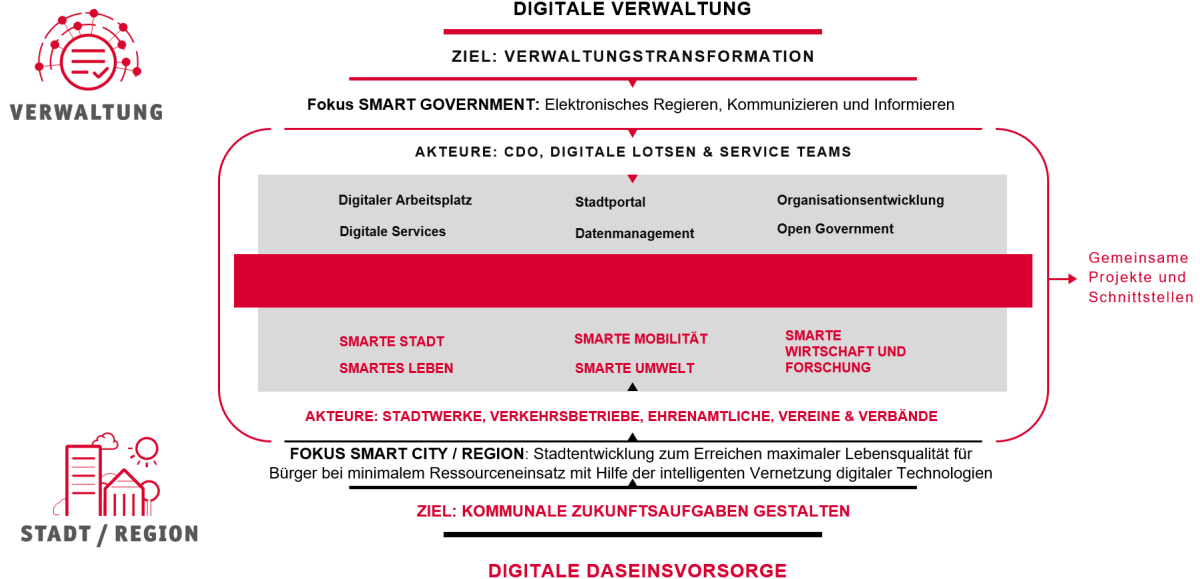 DIGITALE VERWALTUNG
ZIEL: VERWALTUNGSTRANSFORMATION
VERWALTUNG
Fokus SMART GOVERNMENT: Elektronisches Regieren, Kommunizieren und Informieren
AKTEURE: CDO, DIGITALE LOTSEN & SERVICE TEAMS
Digitaler Arbeitsplatz
Stadtportal
Organisationsentwicklung
Digitale Services
Datenmanagement
Open Government
Gemeinsame
Projekte und
Schnittstellen
SMARTE STADT
SMARTE MOBILITÄT
SMARTE
WIRTSCHAFT UND
FORSCHUNG
SMARTES LEBEN
SMARTE UMWELT
AKTEURE: STADTWERKE, VERKEHRSBETRIEBE, EHRENAMTLICHE, VEREINE & VERBÄNDE
FOKUS SMART CITY / REGION: Stadtentwicklung zum Erreichen maximaler Lebensqualität für
Bürger bei minimalem Ressourceneinsatz mit Hilfe der intelligenten Vernetzung digitaler Technologien
STADT / REGION
ZIEL: KOMMUNALE ZUKUNFTSAUFGABEN GESTALTEN
DIGITALE DASEINSVORSORGE